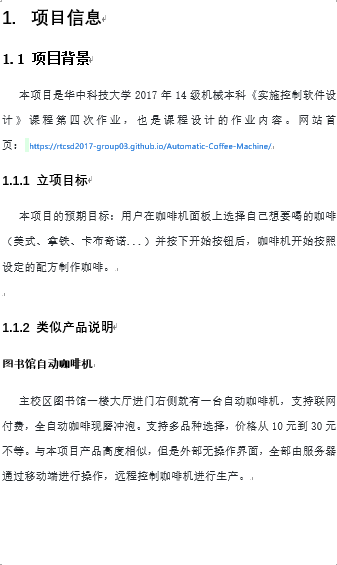 1. 项目信息
1.1 项目背景
本项目是华中科技大学 2017 年 14 级机械本科《实施控制软件设
计》课程第四次作业，也是课程设计的作业内容。网站首
页：https://rtcsd2017-group03.github.io/Automatic-Coffee-Machine/
1.1.1 立项目标
本项目的预期目标：用户在咖啡机面板上选择自己想要喝的咖啡
（美式、拿铁、卡布奇诺...）并按下开始按钮后，咖啡机开始按照
设定的配方制作咖啡。
1.1.2 类似产品说明
图书馆自动咖啡机
主校区图书馆一楼大厅进门右侧就有一台自动咖啡机，支持联网
付费，全自动咖啡现磨冲泡。支持多品种选择，价格从 10 元到 30 元
不等。与本项目产品高度相似，但是外部无操作界面，全部由服务器
通过移动端进行操作，远程控制咖啡机进行生产。